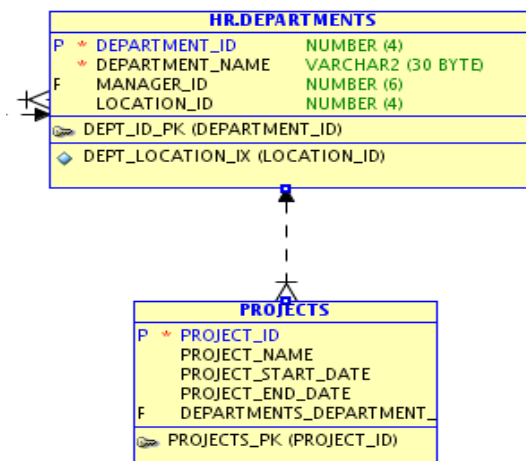 HR.DEPARTMENTS
P * DEPARTMENT_ID NUMBER (4)
* DEPARTMENT_NAME VARCHAR2 (30 BYTE)
F MANAGER_ID NUMBER (6)
LOCATION_ID NUMBER (4)
DEPT_ID_PK (DEPARTMENT_ID)
DEPT_LOCATION_IX (LOCATION_ID)
PROJECTS
P * PROJECT_ID
PROJECT_NAME
PROJECT_START_DATE
PROJECT_END_DATE
F DEPARTMENTS_DEPARTMENT_
PROJECTS_PK (PROJECT_ID)